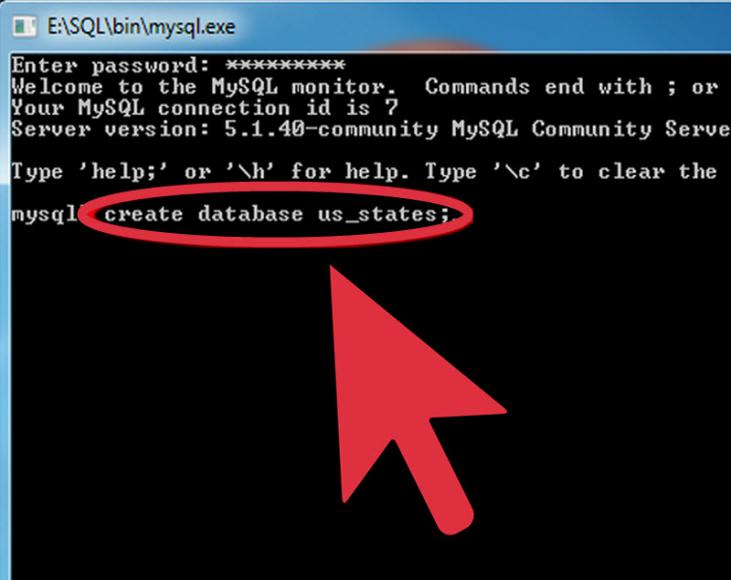 E:\SQL\bin\mysql.exe
Enter password: *********
Welcome to the MySQL monitor.  Commands end with ; or
Your MySQL connection id is 7
Server version: 5.1.40-community MySQL Community Serve
Type 'help;' or '\h' for help. Type '\c' to clear the
mysql> create database us_states;